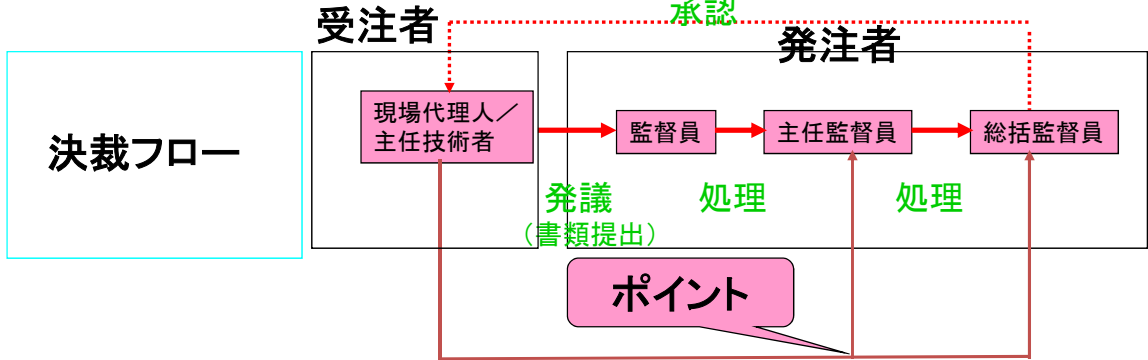 承認
受注者
発注者
決裁フロー
現場代理人／
主任技術者
監督員
主任監督員
総括監督員
発議
（書類提出）
処理
処理
ポイント